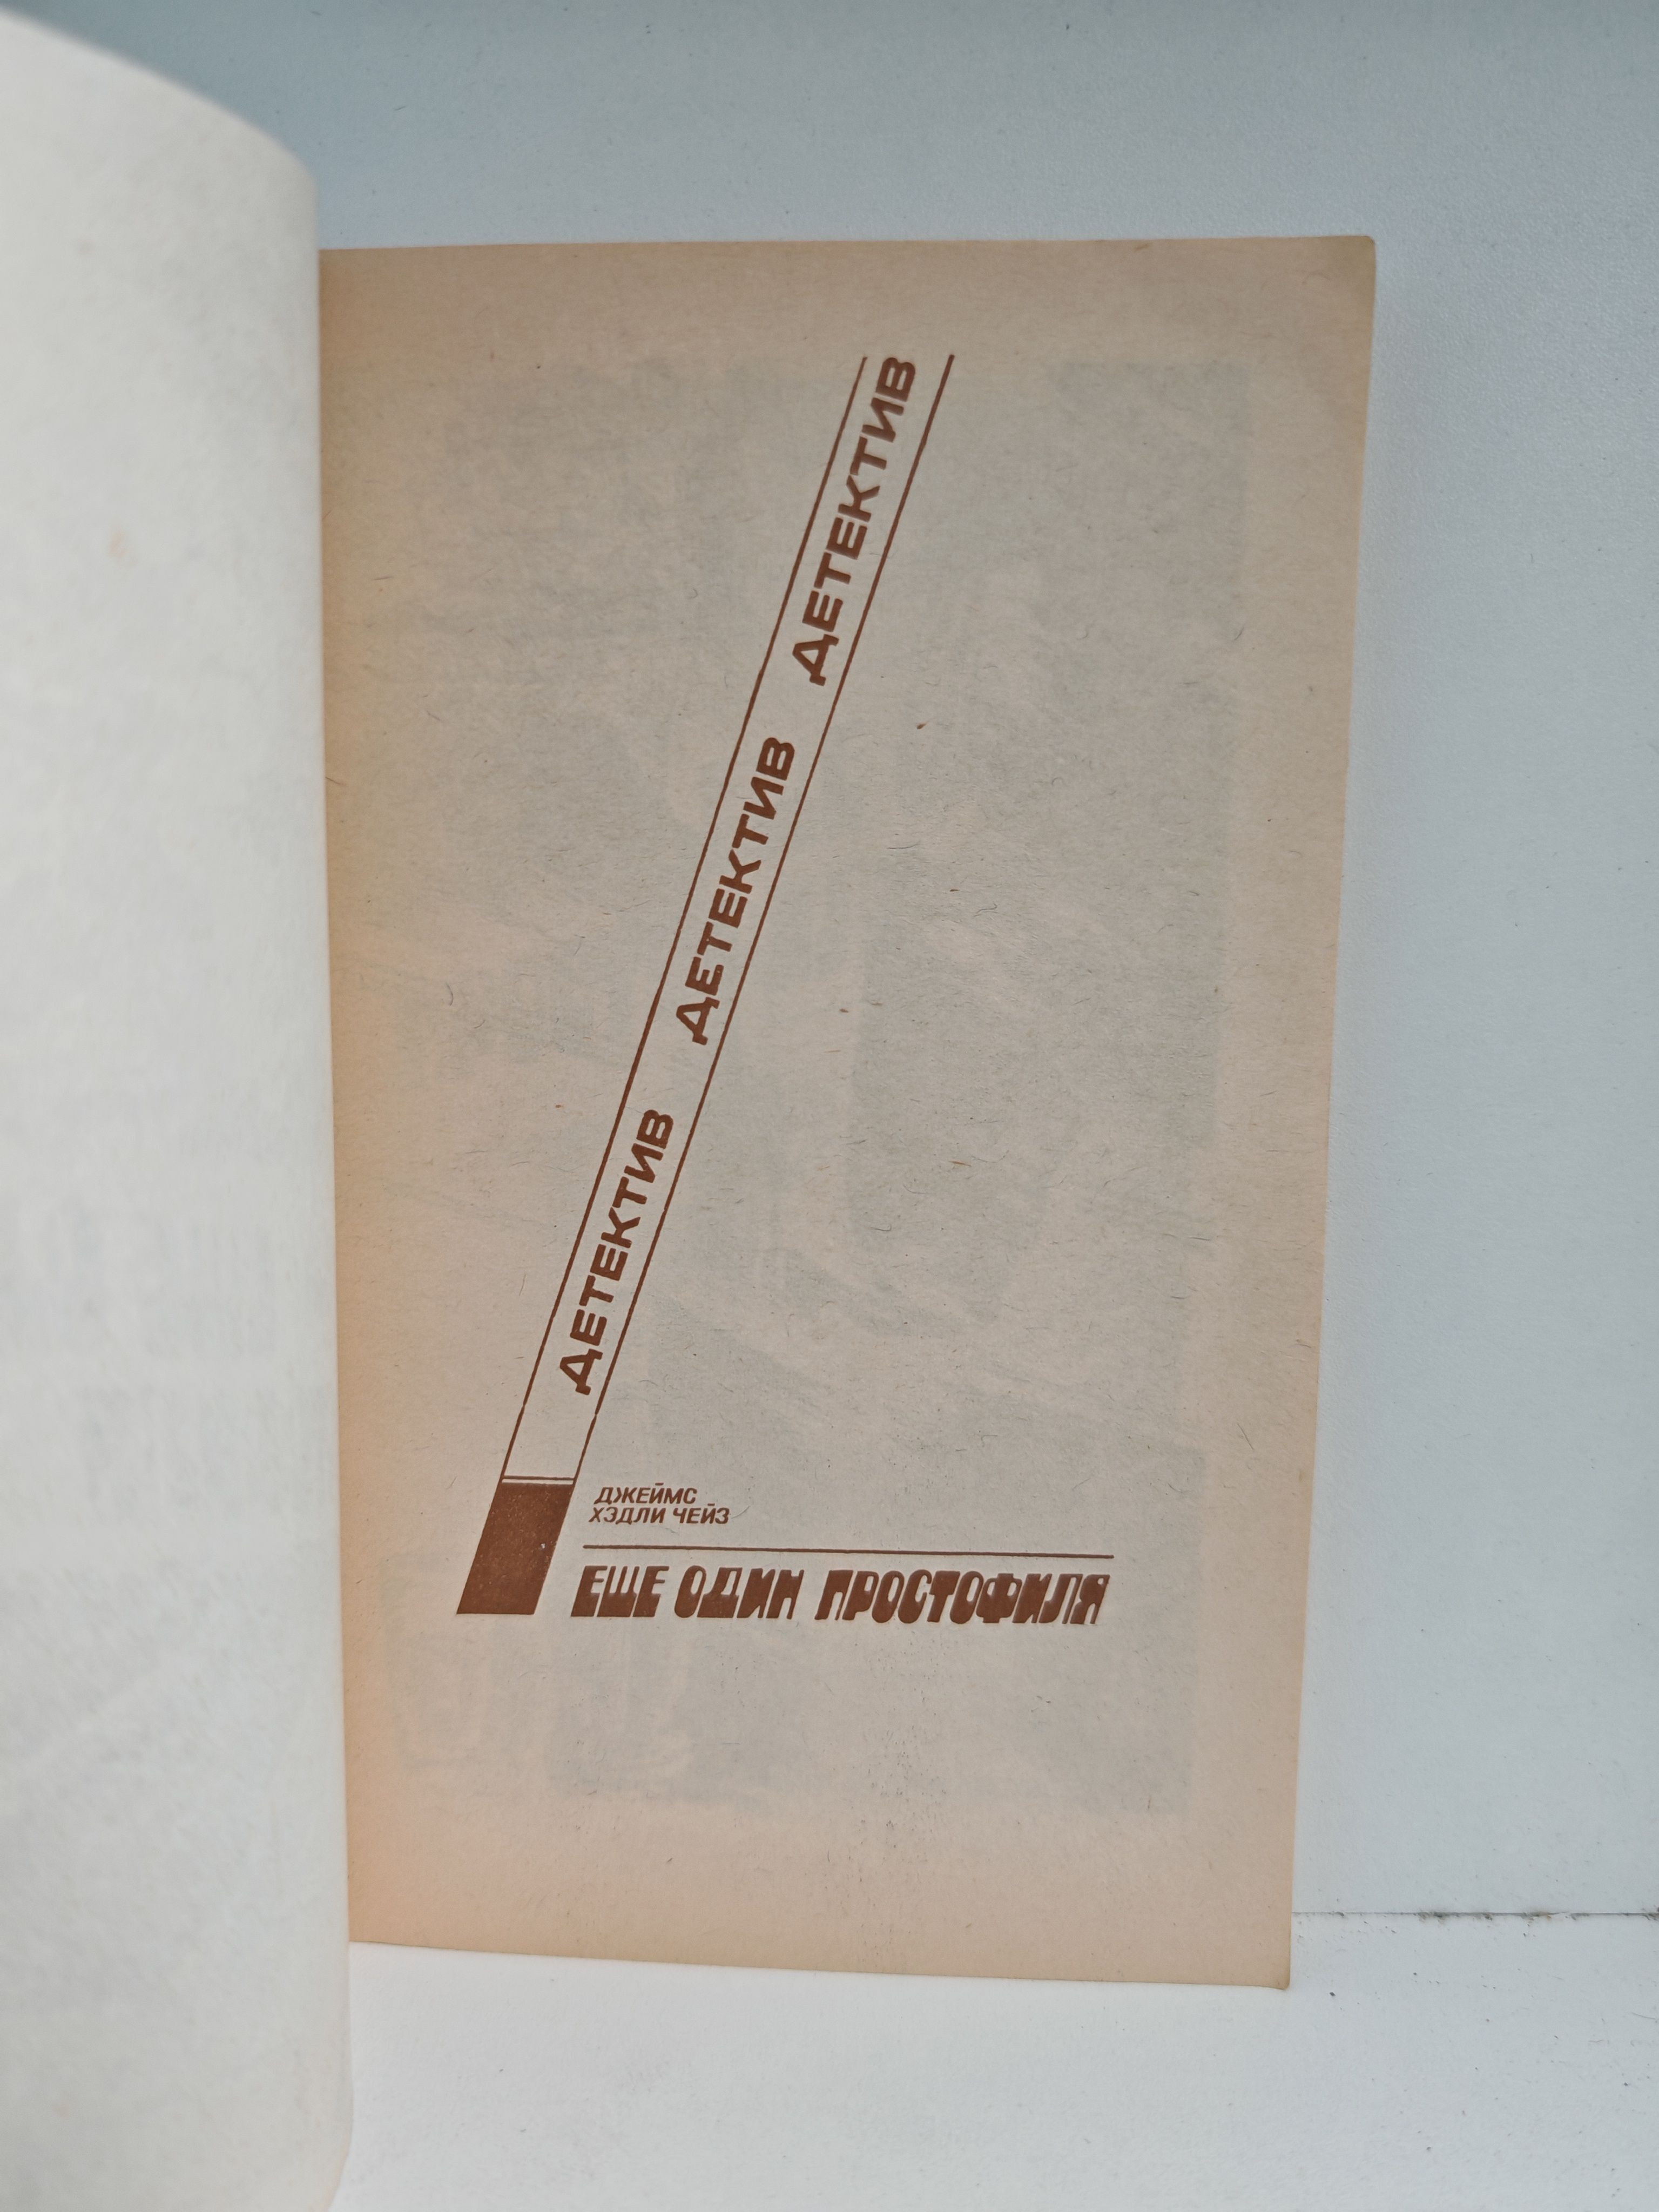 ДЕТЕКТИВ ДЕТЕКТИВ ДЕТЕКТИВ
ДЖЕЙМС
ХЭДЛИ ЧЕЙЗ
ЕЩЕ ОДИН ПРОСТОФИЛЯ